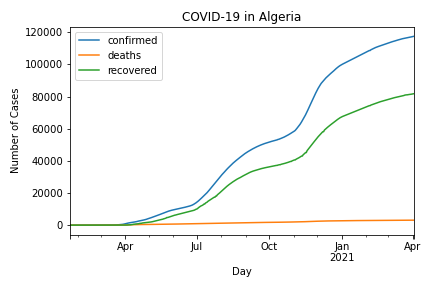 COVID-19 in Algeria
120000
100000
80000
60000
40000
20000
0
Number of Cases
confirmed
deaths
recovered
Apr
Jul
Oct
Jan
2021
Apr
Day